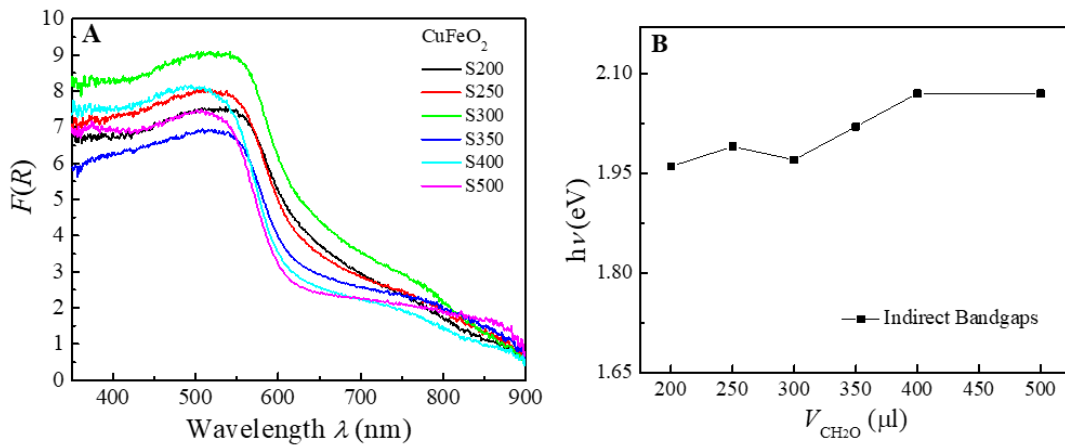 A
CuFeO₂
S200
S250
S300
S350
S400
S500
10
9
8
7
6
5
4
3
2
1
0
F(R)
400 500 600 700 800 900
Wavelength λ (nm)
B
2.10
1.95
1.80
1.65
hν (eV)
Indirect Bandgaps
200 250 300 350 400 500
V_CH2O (μl)